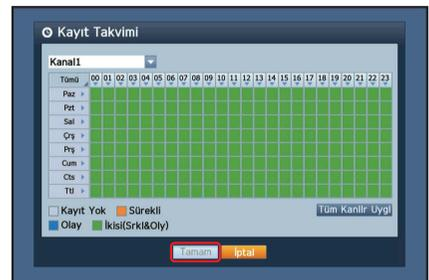 Kayıt Takvimi
Kanal1
Tümü 00 01 02 03 04 05 06 07 08 09 10 11 12 13 14 15 16 17 18 19 20 21 22 23
Paz
Pzt
Sal
Çrş
Prş
Cum
Cts
Ttl
Kayıt Yok Sürekli Tüm Kanllr Uygl
Olay İkisi(Srkl&Oly)
Tamam İptal